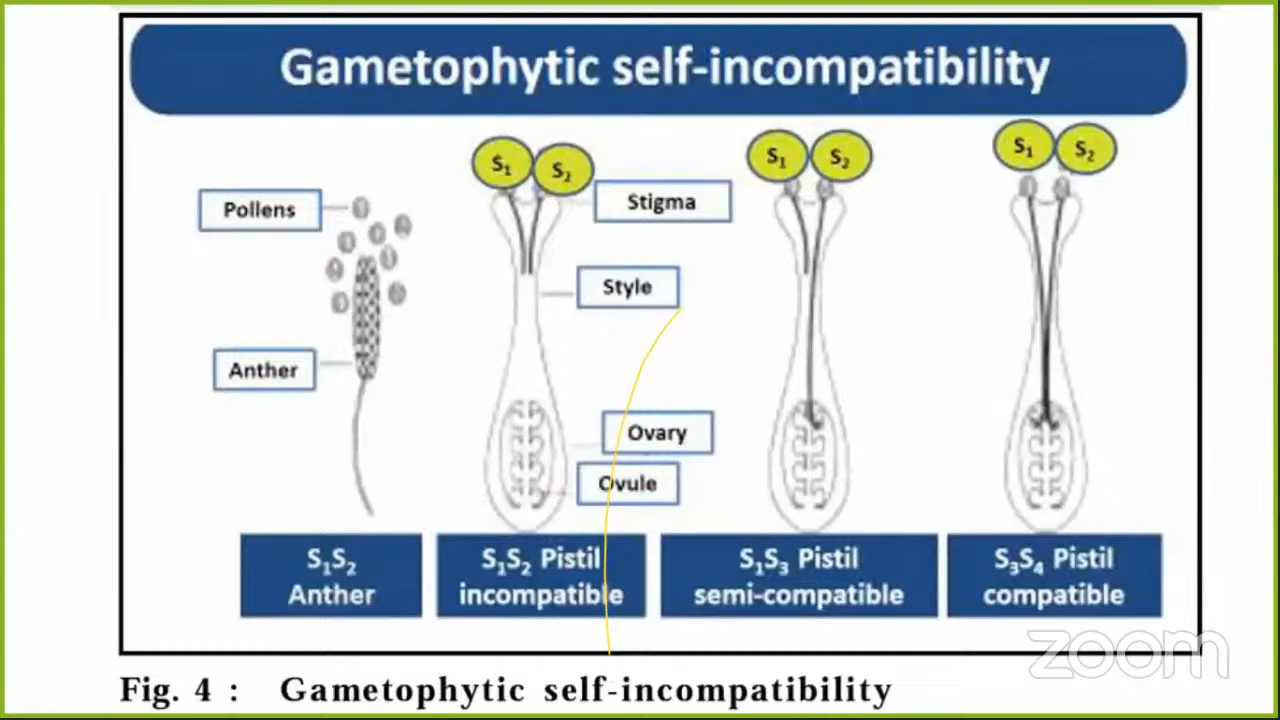 Gametophytic self-incompatibility
S₁ S₂
S₁ S₂
S₁ S₂
Pollens
Stigma
Style
Anther
Ovary
Ovule
S₁S₂
Anther
S₁S₂ Pistil
incompatible
S₁S₃ Pistil
semi-compatible
S₃S₄ Pistil
compatible
zoom
Fig. 4 : Gametophytic self-incompatibility